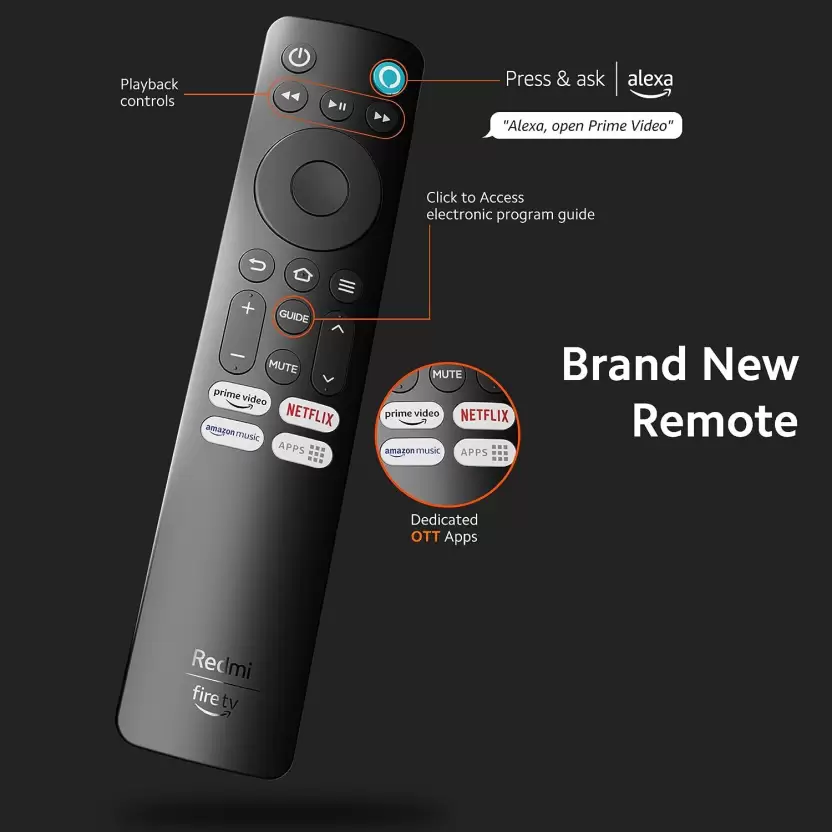 Playback
controls
Press & ask | alexa
"Alexa, open Prime Video"
Click to Access
electronic program guide
GUIDE
MUTE
prime video
NETFLIX
amazon music
APPS
Brand New
Remote
MUTE
prime video
NETFLIX
amazon music
APPS
Dedicated
OTT Apps
Redmi
fire tv